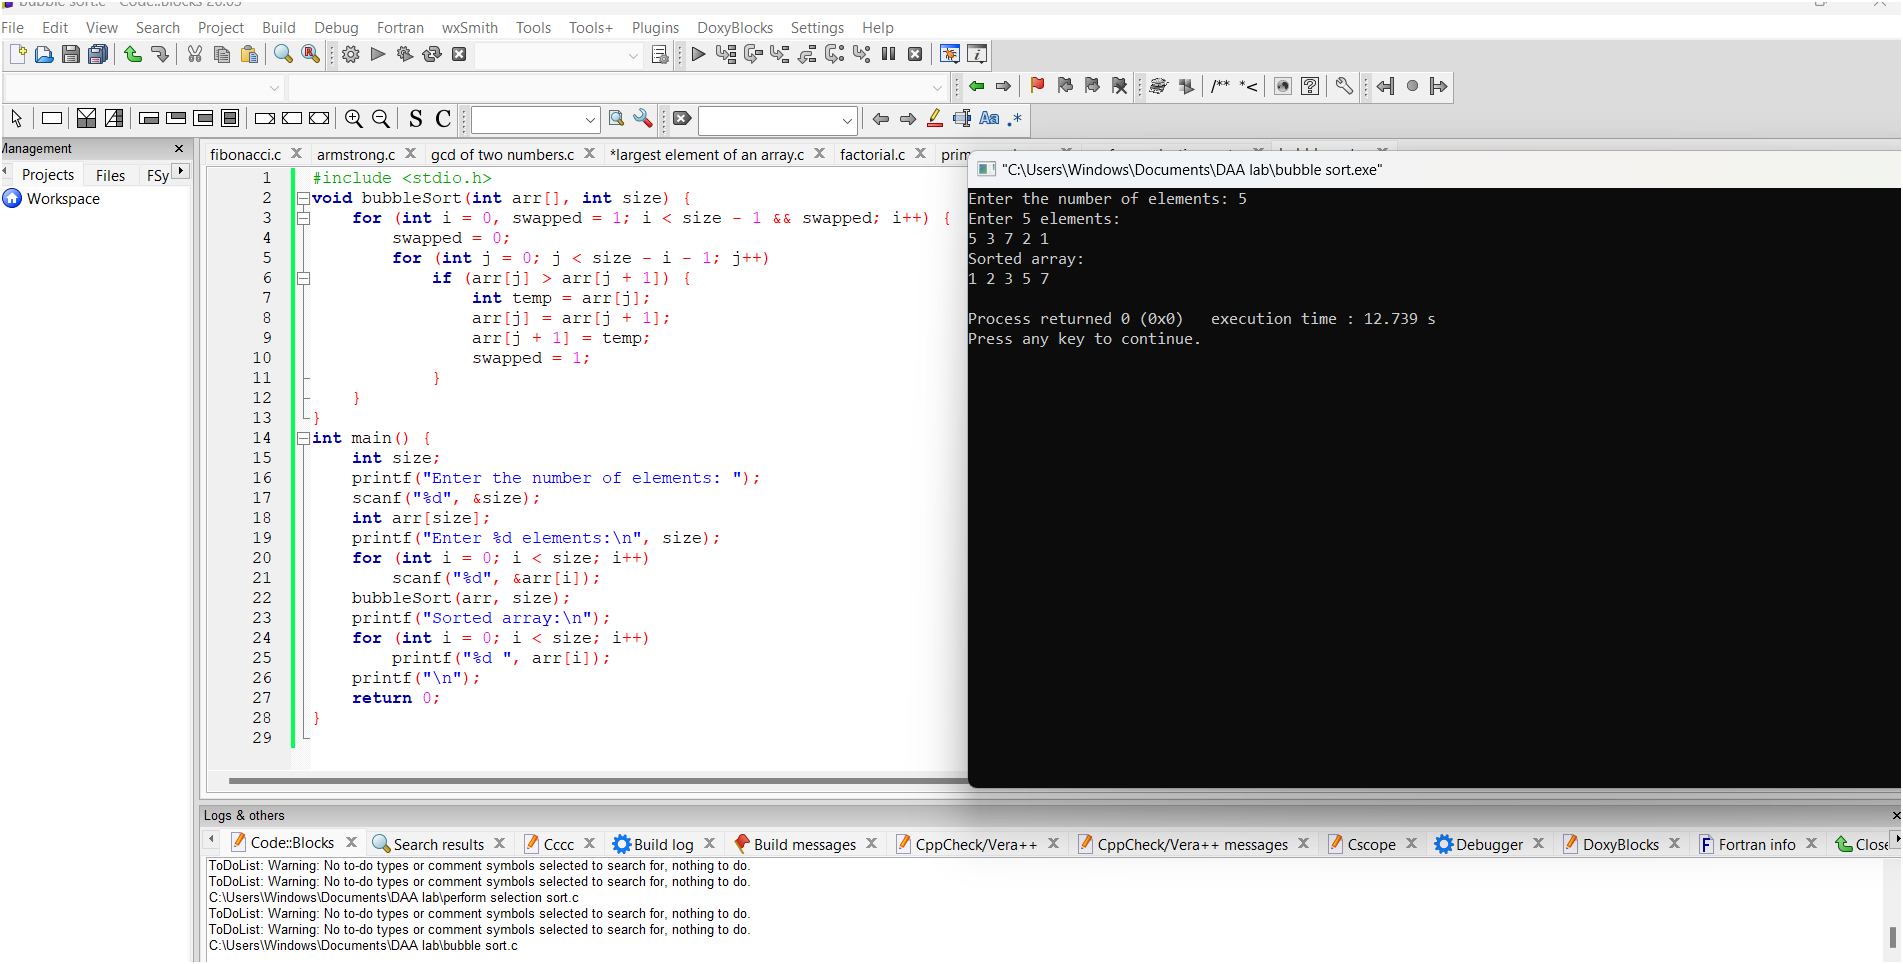 bubble sort.c - Code::Blocks 20.03
File Edit View Search Project Build Debug Fortran wxSmith Tools Tools+ Plugins DoxyBlocks Settings Help
/** *<
S C
Aa .*
Management
Projects Files FSy
Workspace
fibonacci.c armstrong.c gcd of two numbers.c *largest element of an array.c factorial.c
1 #include <stdio.h>
2 void bubbleSort(int arr[], int size) {
3     for (int i = 0, swapped = 1; i < size - 1 && swapped; i++) {
4         swapped = 0;
5         for (int j = 0; j < size - i - 1; j++)
6             if (arr[j] > arr[j + 1]) {
7                 int temp = arr[j];
8                 arr[j] = arr[j + 1];
9                 arr[j + 1] = temp;
10                 swapped = 1;
11             }
12     }
13 }
14 int main() {
15     int size;
16     printf("Enter the number of elements: ");
17     scanf("%d", &size);
18     int arr[size];
19     printf("Enter %d elements:\n", size);
20     for (int i = 0; i < size; i++)
21         scanf("%d", &arr[i]);
22     bubbleSort(arr, size);
23     printf("Sorted array:\n");
24     for (int i = 0; i < size; i++)
25         printf("%d ", arr[i]);
26     printf("\n");
27     return 0;
28 }
29
"C:\Users\Windows\Documents\DAA lab\bubble sort.exe"
Enter the number of elements: 5
Enter 5 elements:
5 3 7 2 1
Sorted array:
1 2 3 5 7
Process returned 0 (0x0)   execution time : 12.739 s
Press any key to continue.
Logs & others
Code::Blocks Search results Cccc Build log Build messages CppCheck/Vera++ CppCheck/Vera++ messages Cscope Debugger DoxyBlocks Fortran info Close
ToDoList: Warning: No to-do types or comment symbols selected to search for, nothing to do.
ToDoList: Warning: No to-do types or comment symbols selected to search for, nothing to do.
C:\Users\Windows\Documents\DAA lab\perform selection sort.c
ToDoList: Warning: No to-do types or comment symbols selected to search for, nothing to do.
ToDoList: Warning: No to-do types or comment symbols selected to search for, nothing to do.
C:\Users\Windows\Documents\DAA lab\bubble sort.c